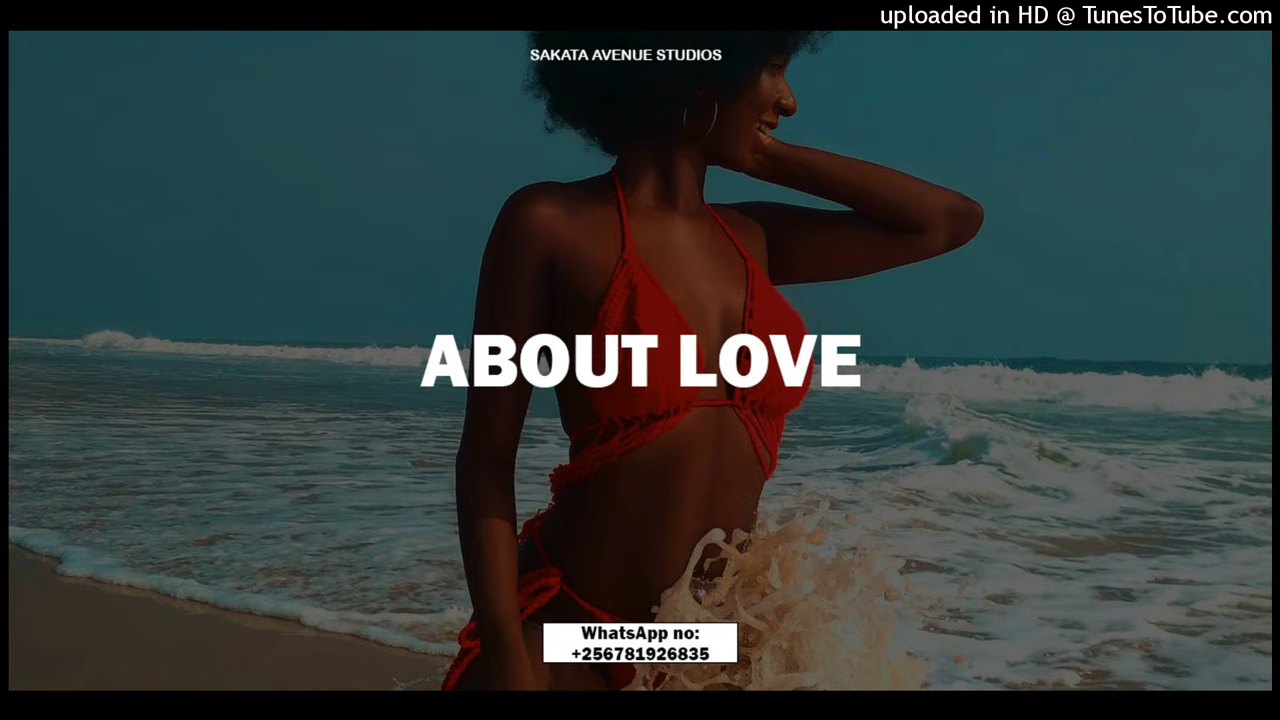 uploaded in HD @ TunesToTube.com
SAKATA AVENUE STUDIOS
ABOUT LOVE
WhatsApp no:
+256781926835